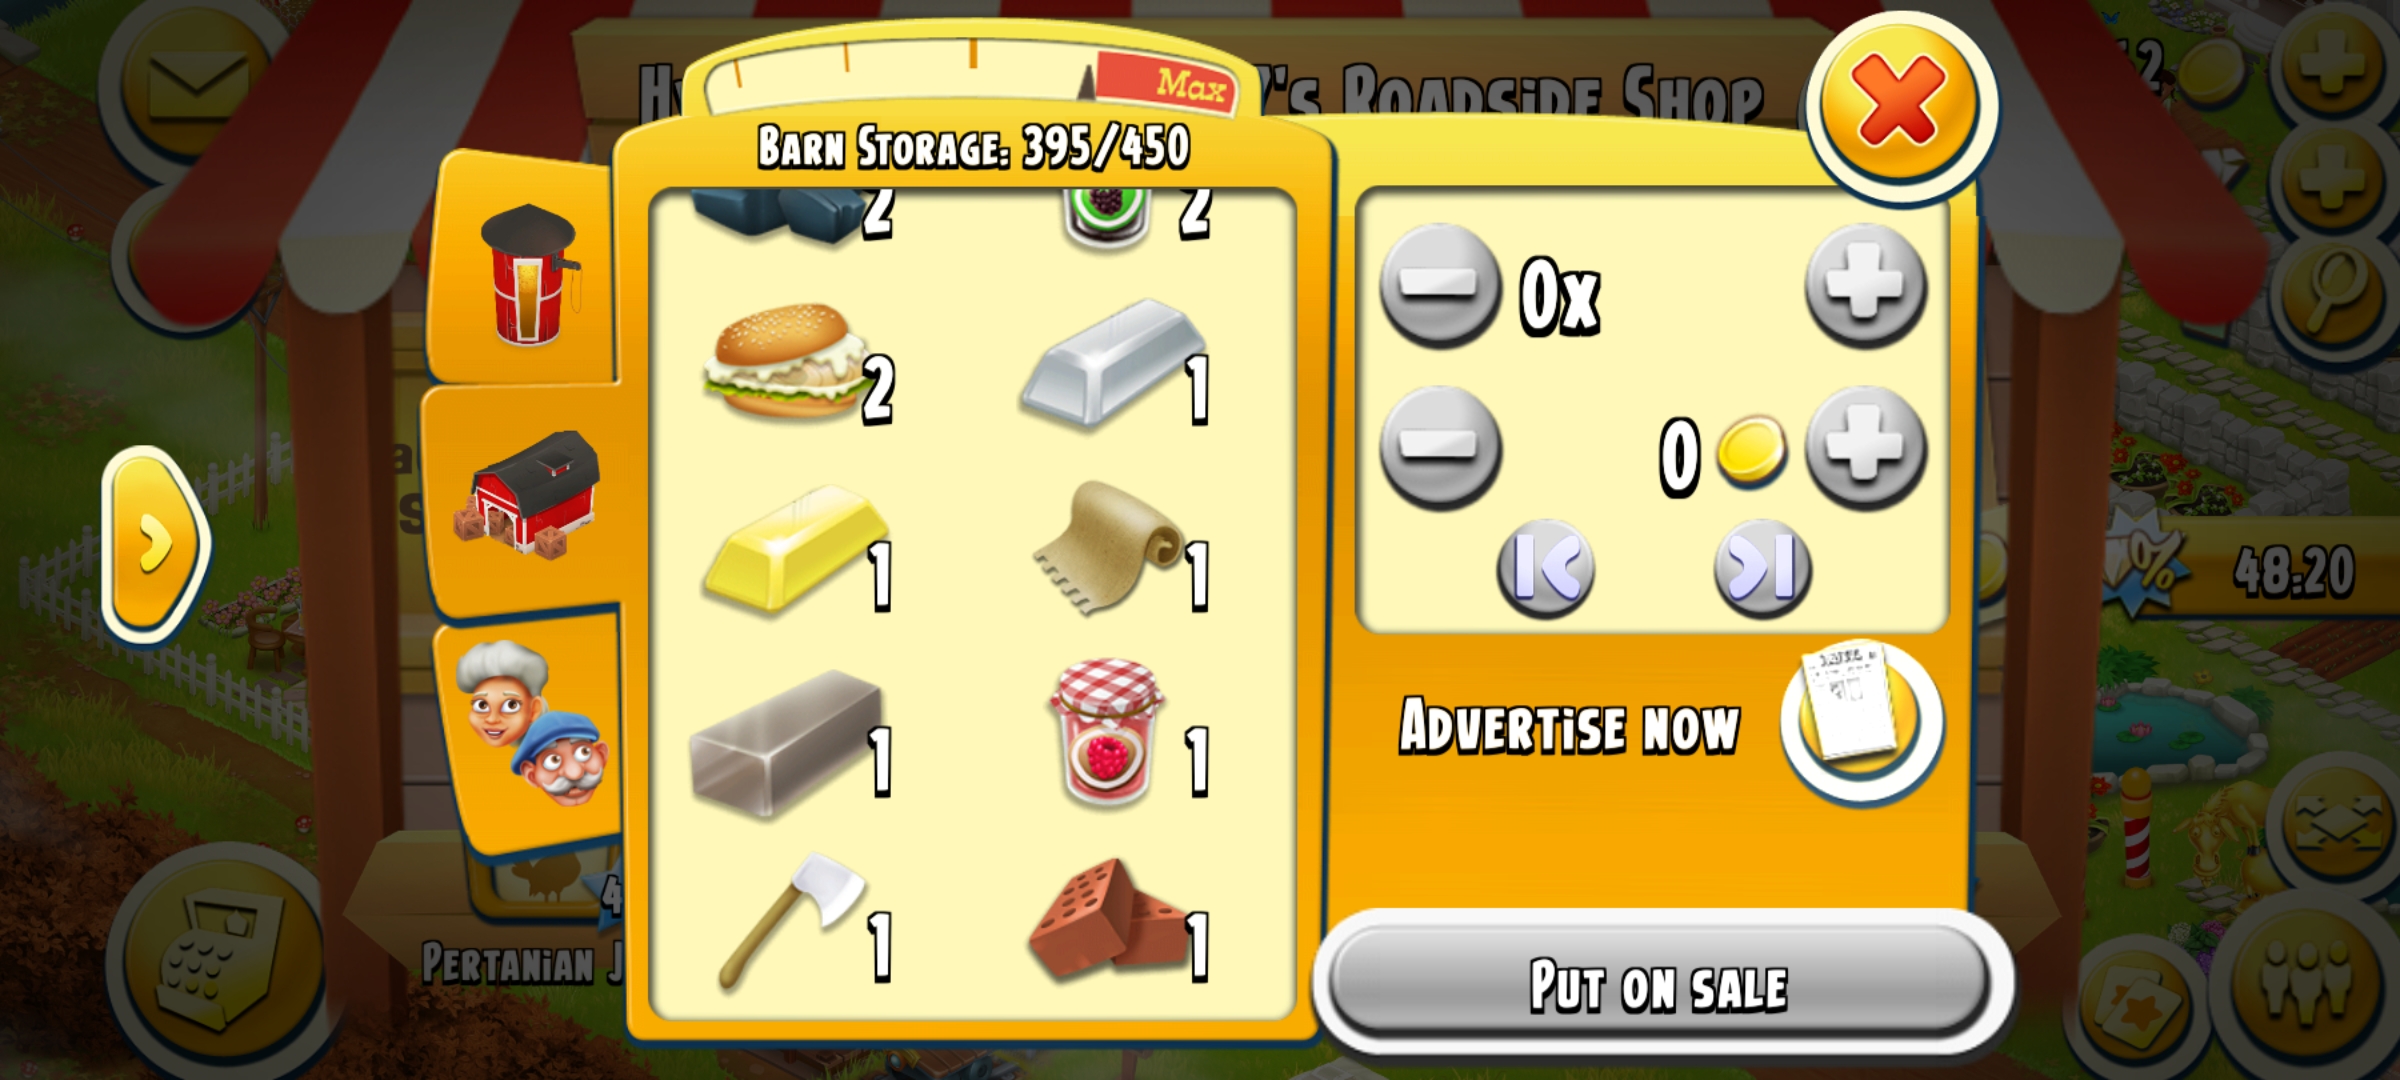 Max
Barn Storage: 395/450
's Roadside Shop
2
2
2
1
1
1
1
1
1
1
0x
0
48:20
Advertise now
Put on sale
Pertanian J